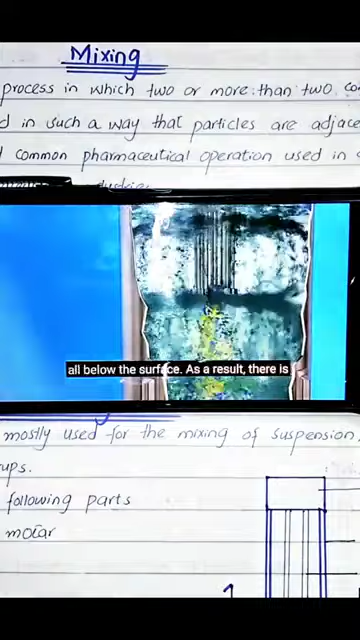 Mixing
process in which two or more than two
d in such a way that particles are adjace
common pharmaceutical operation used in
all below the surface. As a result, there is
mostly used for the mixing of suspension,
ups.
following parts
motar
1